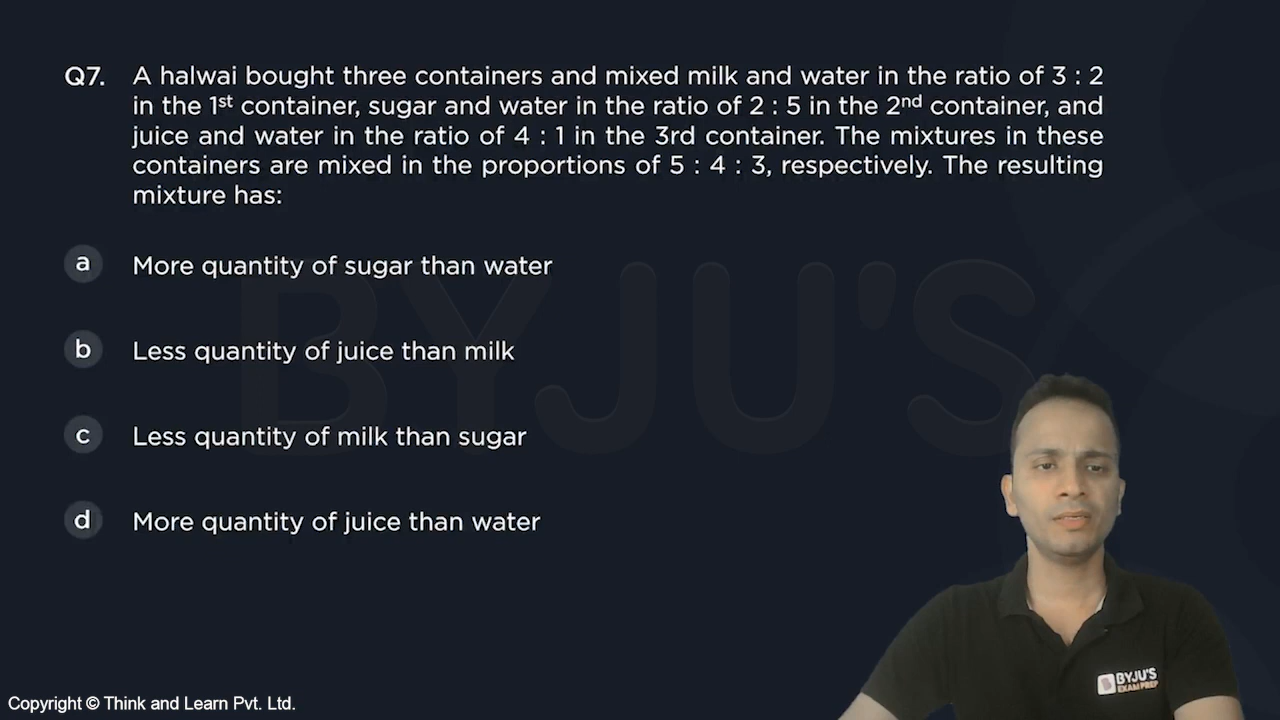 Q7. A halwai bought three containers and mixed milk and water in the ratio of 3 : 2
in the 1st container, sugar and water in the ratio of 2 : 5 in the 2nd container, and
juice and water in the ratio of 4 : 1 in the 3rd container. The mixtures in these
containers are mixed in the proportions of 5 : 4 : 3, respectively. The resulting
mixture has:
a More quantity of sugar than water
b Less quantity of juice than milk
c Less quantity of milk than sugar
d More quantity of juice than water
BYJU'S
BYJU'S
EXAM PREP
Copyright © Think and Learn Pvt. Ltd.